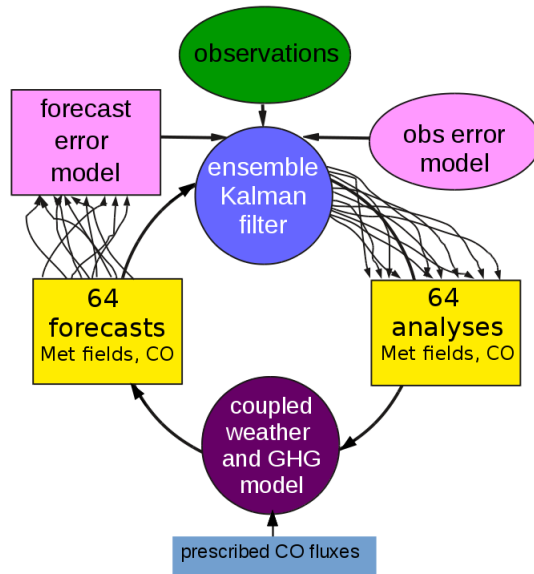 observations
forecast
error
model
obs error
model
ensemble
Kalman
filter
64
forecasts
Met fields, CO
64
analyses
Met fields, CO
coupled
weather
and GHG
model
prescribed CO fluxes